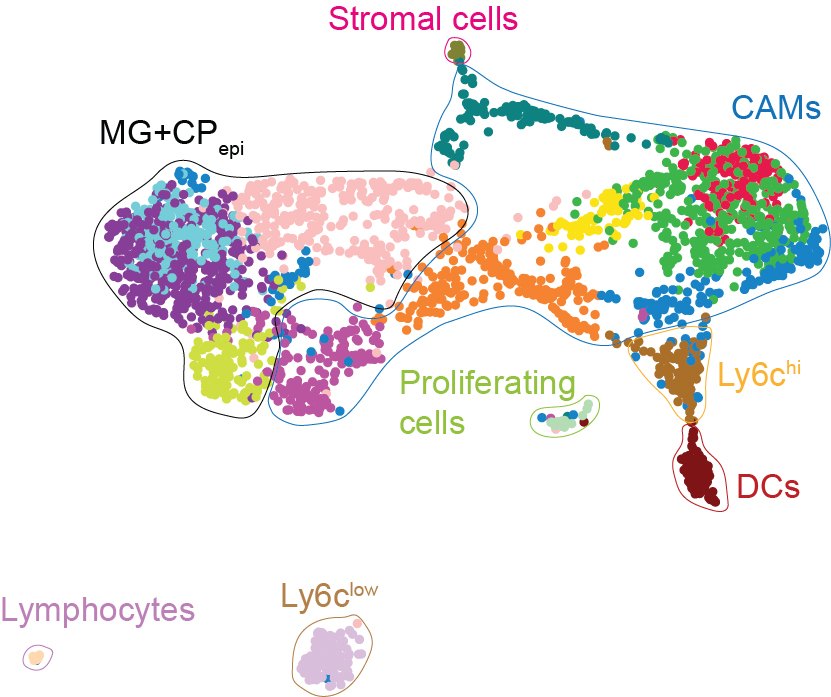 Stromal cells
CAMs
MG+CPepi
Ly6chi
Proliferating
cells
DCs
Ly6clow
Lymphocytes